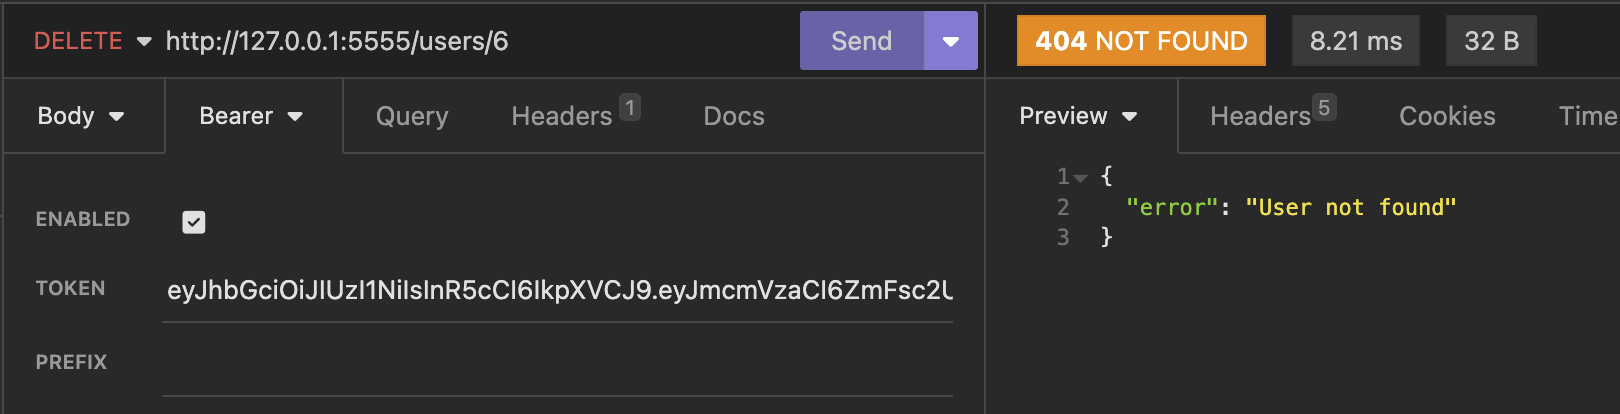 DELETE http://127.0.0.1:5555/users/6 Send 404 NOT FOUND 8.21 ms 32 B
Body Bearer Query Headers 1 Docs Preview Headers 5 Cookies Time
1 {
ENABLED 2 "error": "User not found"
3 }
TOKEN eyJhbGciOiJIUzI1NiIsInR5cCI6IkpXVCJ9.eyJmcmVzaCI6ZmFsc2U
PREFIX